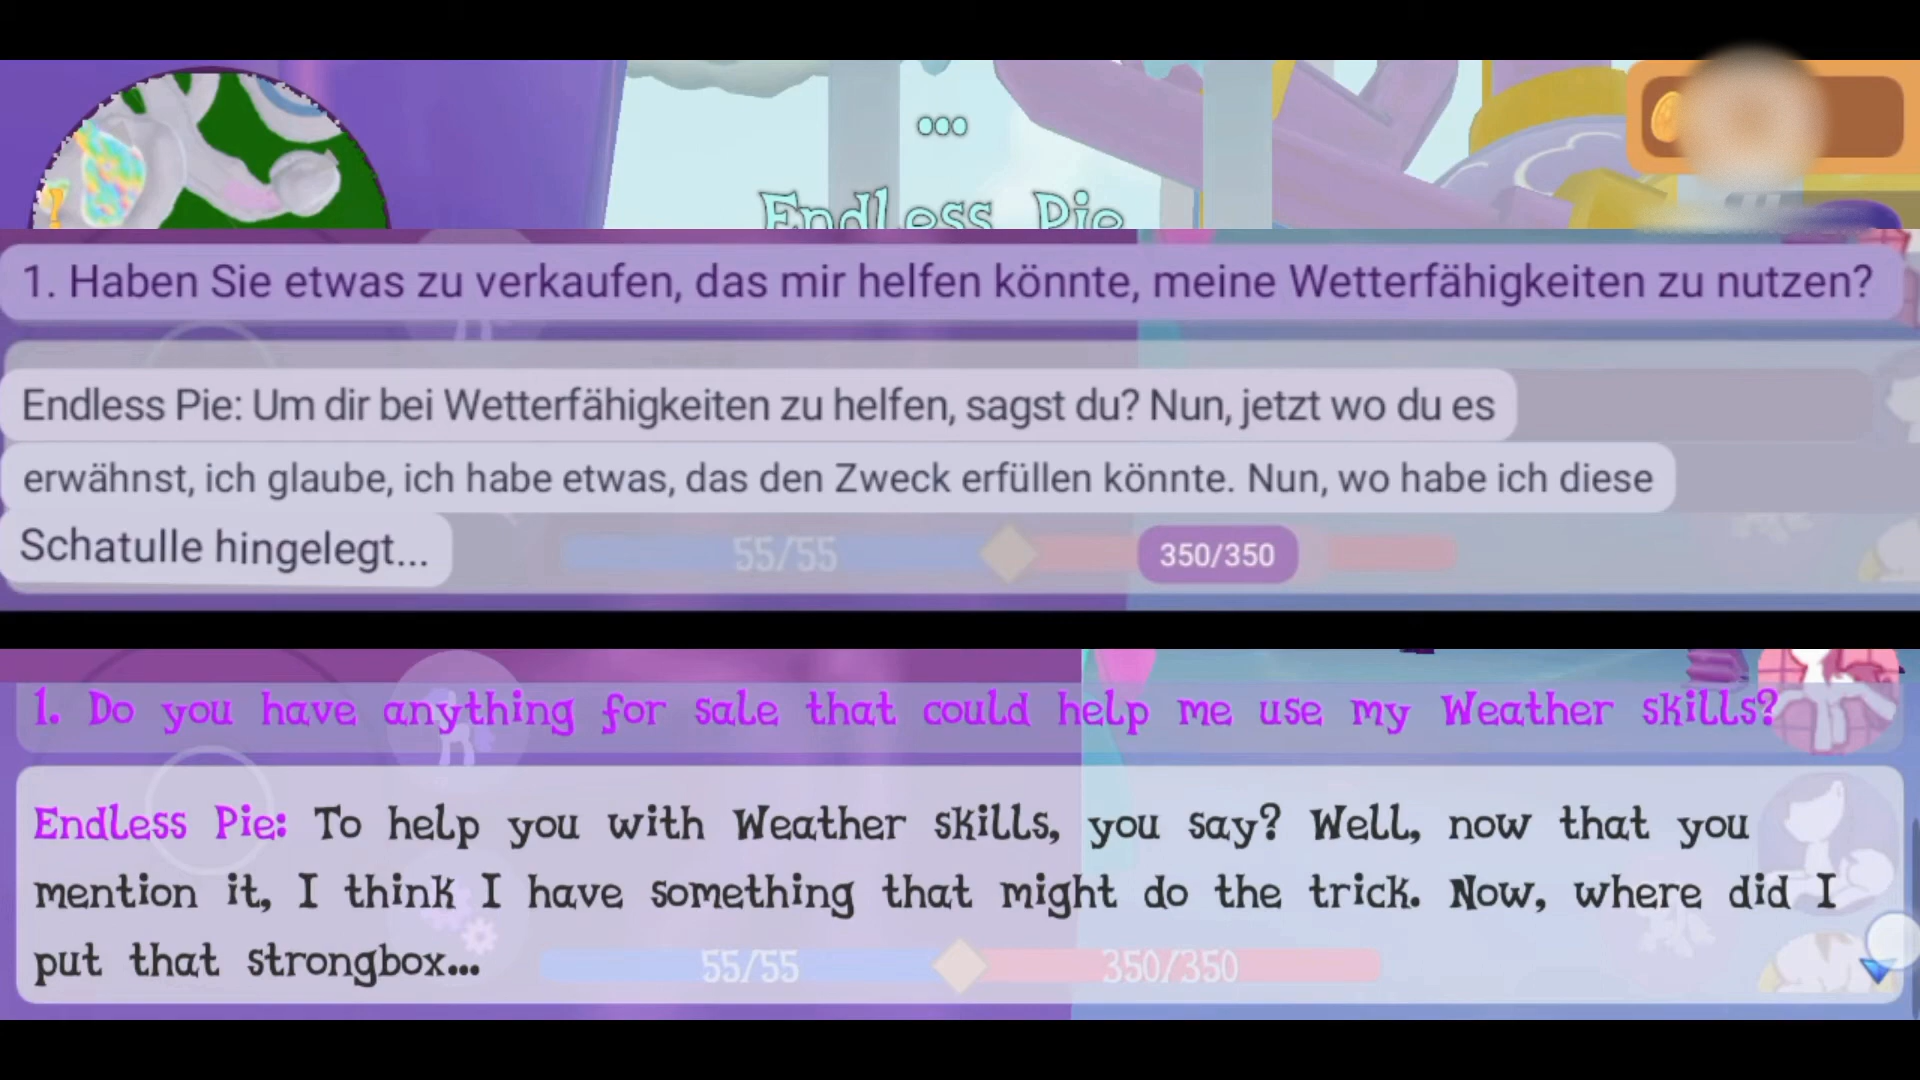 ...
Endless Pie
1. Haben Sie etwas zu verkaufen, das mir helfen könnte, meine Wetterfähigkeiten zu nutzen?
Endless Pie: Um dir bei Wetterfähigkeiten zu helfen, sagst du? Nun, jetzt wo du es
erwähnst, ich glaube, ich habe etwas, das den Zweck erfüllen könnte. Nun, wo habe ich diese
Schatulle hingelegt...
55/55
350/350
1. Do you have anything for sale that could help me use my Weather skills?
Endless Pie: To help you with Weather skills, you say? Well, now that you
mention it, I think I have something that might do the trick. Now, where did I
put that strongbox...
55/55
350/350